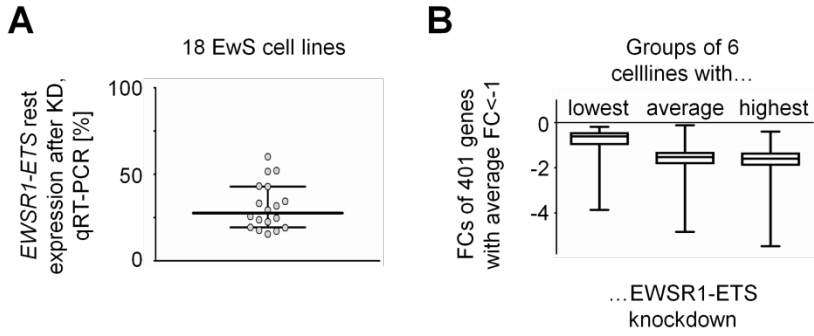 A
18 EwS cell lines
EWSR1-ETS rest
expression after KD,
qRT-PCR [%]
100
50
0
B
Groups of 6
celllines with...
lowest average highest
FCs of 401 genes
with average FC<-1
0
-2
-4
...EWSR1-ETS
knockdown